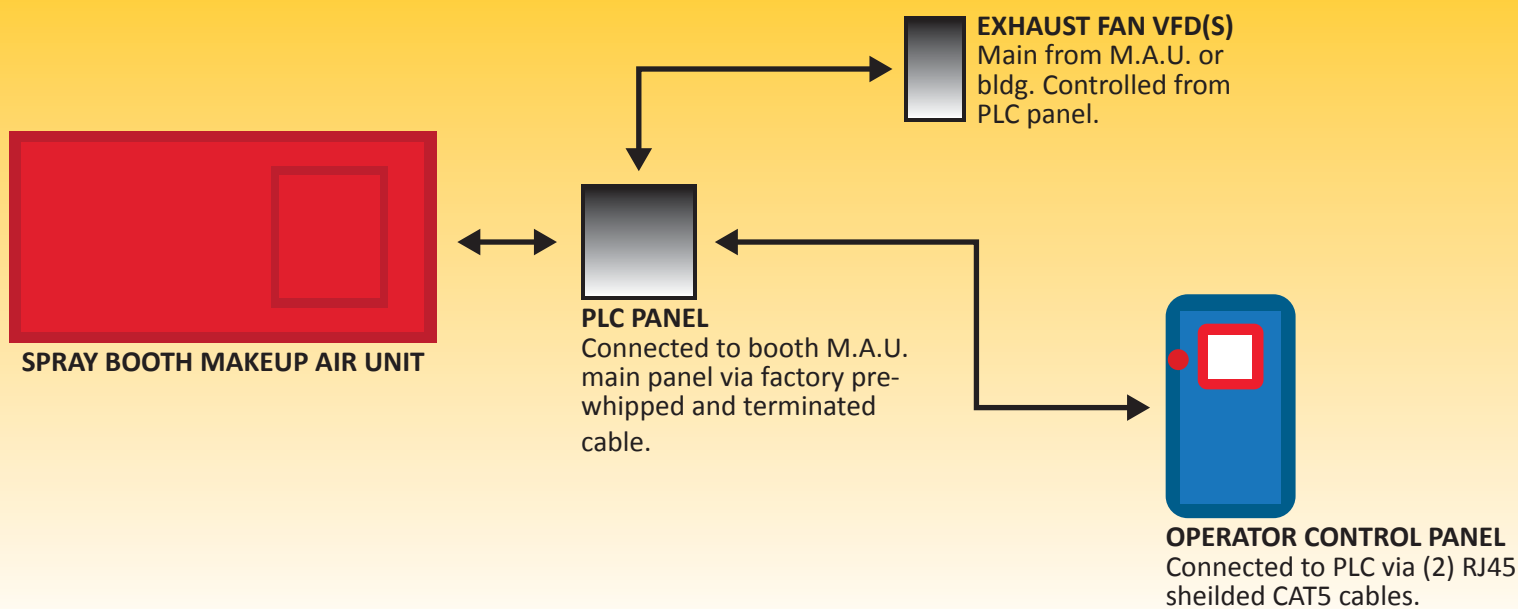 EXHAUST FAN VFD(S)
Main from M.A.U. or
bldg. Controlled from
PLC panel.
SPRAY BOOTH MAKEUP AIR UNIT
PLC PANEL
Connected to booth M.A.U.
main panel via factory pre-
whipped and terminated
cable.
OPERATOR CONTROL PANEL
Connected to PLC via (2) RJ45
sheilded CAT5 cables.